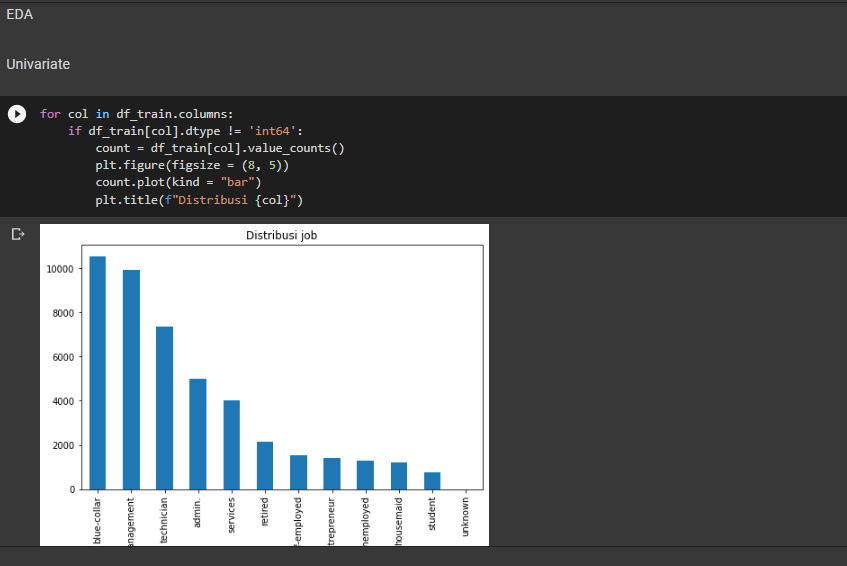 EDA
Univariate
for col in df_train.columns:
    if df_train[col].dtype != 'int64':
        count = df_train[col].value_counts()
        plt.figure(figsize = (8, 5))
        count.plot(kind = "bar")
        plt.title(f"Distribusi {col}")
Distribusi job
10000
8000
6000
4000
2000
0
blue-collar
nagement
technician
admin.
services
retired
-employed
trepreneur
nemployed
housemaid
student
unknown